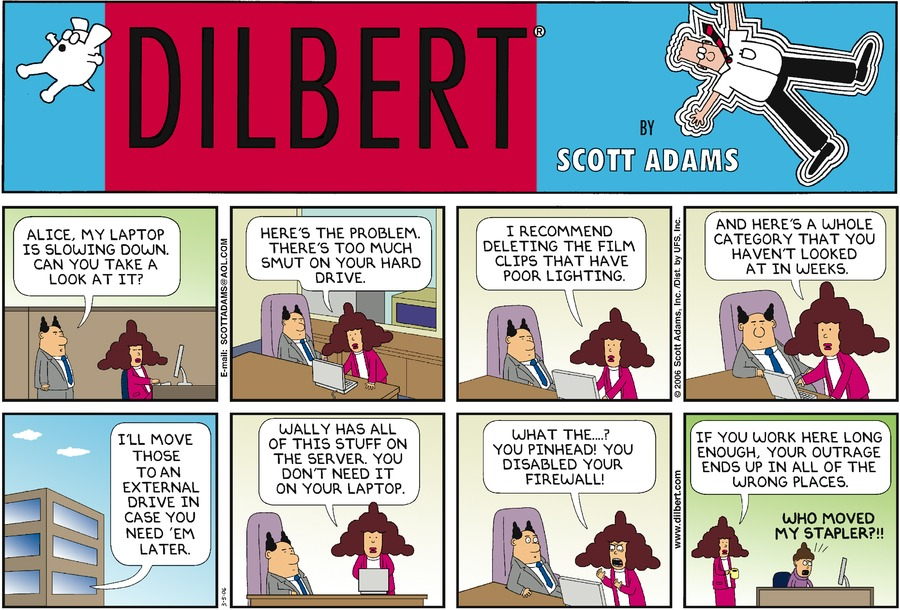 DILBERT®
BY
SCOTT ADAMS
ALICE, MY LAPTOP
IS SLOWING DOWN.
CAN YOU TAKE A
LOOK AT IT?
E-mail: SCOTTADAMS@AOL.COM
HERE'S THE PROBLEM.
THERE'S TOO MUCH
SMUT ON YOUR HARD
DRIVE.
I RECOMMEND
DELETING THE FILM
CLIPS THAT HAVE
POOR LIGHTING.
© 2006 Scott Adams, Inc./Dist. by UFS, Inc.
AND HERE'S A WHOLE
CATEGORY THAT YOU
HAVEN'T LOOKED
AT IN WEEKS.
I'LL MOVE
THOSE
TO AN
EXTERNAL
DRIVE IN
CASE YOU
NEED 'EM
LATER.
3-5-06
WALLY HAS ALL
OF THIS STUFF ON
THE SERVER. YOU
DON'T NEED IT
ON YOUR LAPTOP.
WHAT THE....?
YOU PINHEAD! YOU
DISABLED YOUR
FIREWALL!
www.dilbert.com
IF YOU WORK HERE LONG
ENOUGH, YOUR OUTRAGE
ENDS UP IN ALL OF THE
WRONG PLACES.
WHO MOVED
MY STAPLER?!!